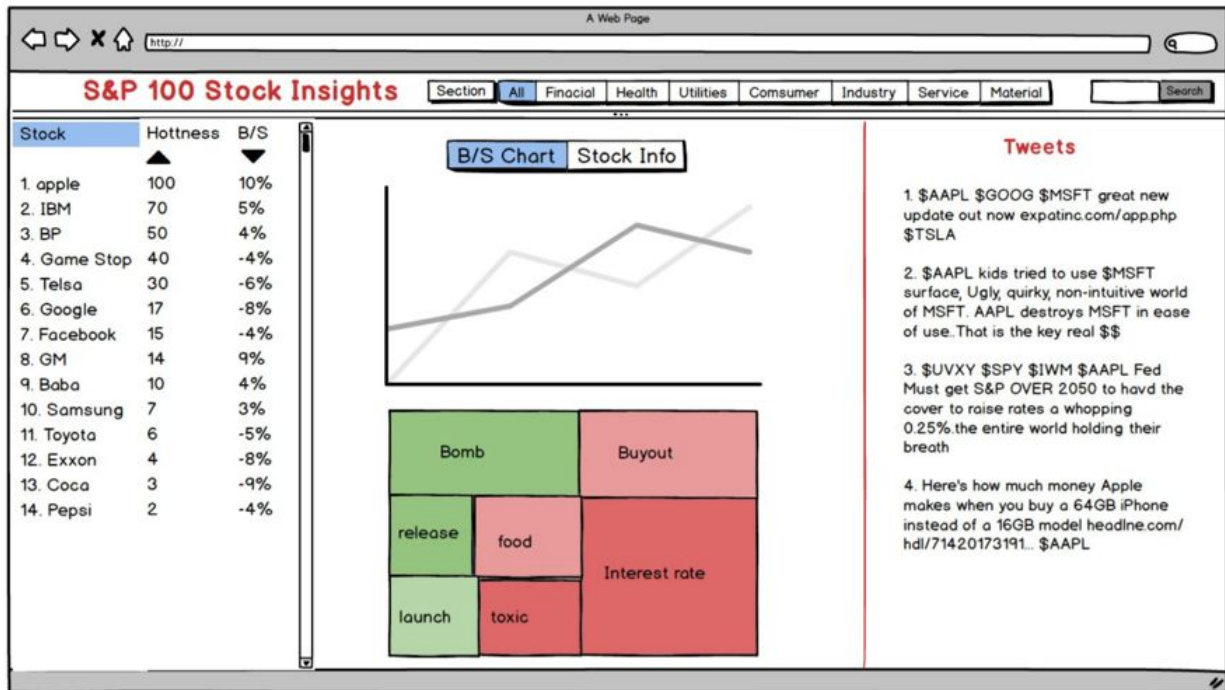 A Web Page
http://
S&P 100 Stock Insights
Section All Finacial Health Utilities Comsumer Industry Service Material
Search
Stock Hottness B/S
1. apple 100 10%
2. IBM 70 5%
3. BP 50 4%
4. Game Stop 40 -4%
5. Telsa 30 -6%
6. Google 17 -8%
7. Facebook 15 -4%
8. GM 14 9%
9. Baba 10 4%
10. Samsung 7 3%
11. Toyota 6 -5%
12. Exxon 4 -8%
13. Coca 3 -9%
14. Pepsi 2 -4%
B/S Chart Stock Info
Bomb
Buyout
release
food
Interest rate
launch
toxic
Tweets
1. $AAPL $GOOG $MSFT great new
update out now expatinc.com/app.php
$TSLA
2. $AAPL kids tried to use $MSFT
surface, Ugly, quirky, non-intuitive world
of MSFT. AAPL destroys MSFT in ease
of use..That is the key real $$
3. $UVXY $SPY $IWM $AAPL Fed
Must get S&P OVER 2050 to havd the
cover to raise rates a whopping
0.25%.the entire world holding their
breath
4. Here's how much money Apple
makes when you buy a 64GB iPhone
instead of a 16GB model headlne.com/
hdl/71420173191... $AAPL